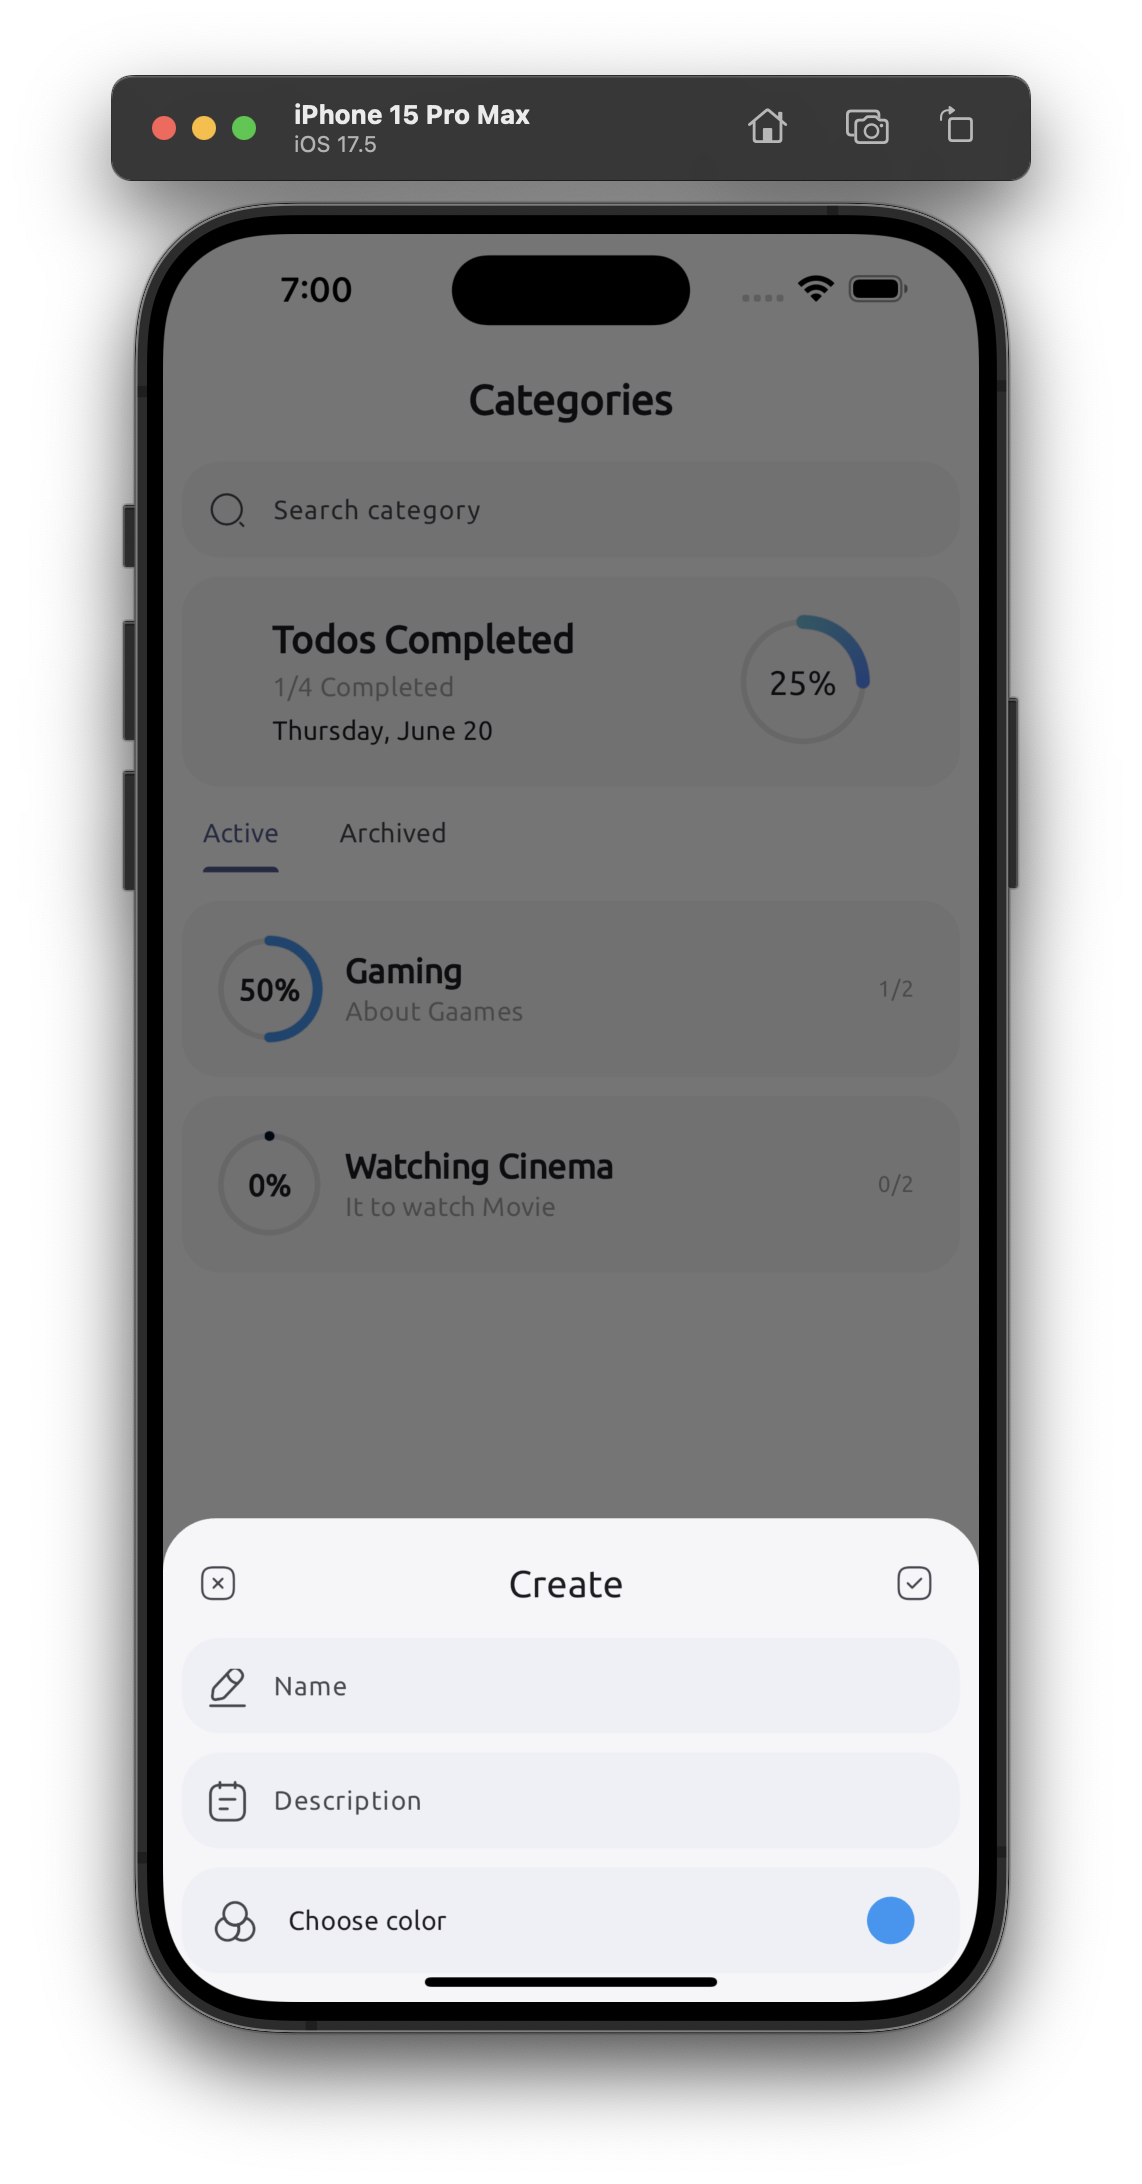 iPhone 15 Pro Max
iOS 17.5
7:00
Categories
Search category
Todos Completed
1/4 Completed
Thursday, June 20
25%
Active Archived
50%
Gaming
About Gaames
1/2
0%
Watching Cinema
It to watch Movie
0/2
Create
Name
Description
Choose color